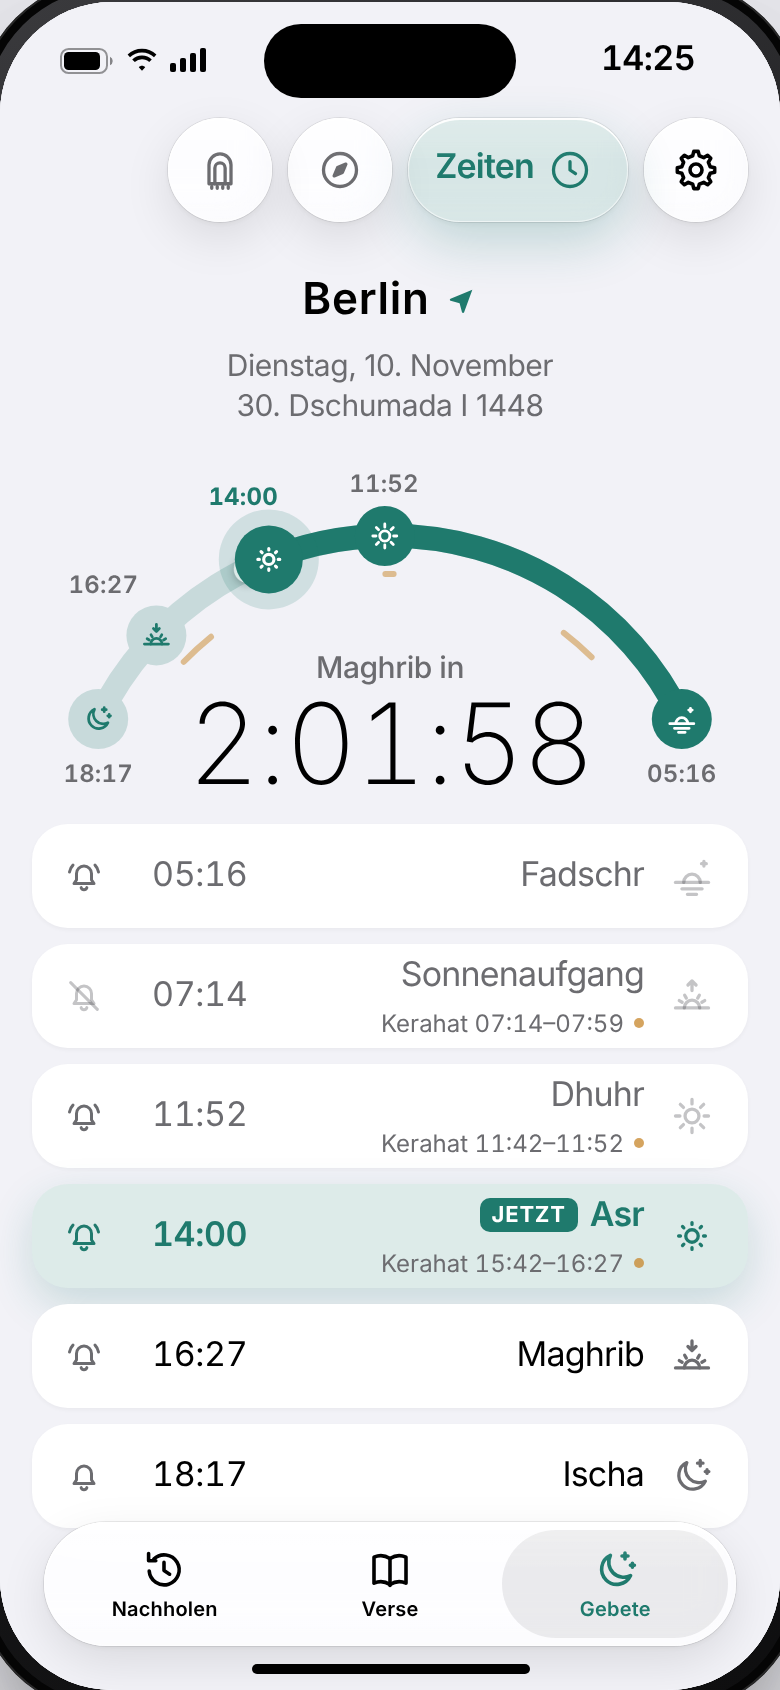 14:25
Zeiten
Berlin
Dienstag, 10. November
30. Dschumada I 1448
11:52
14:00
16:27
18:17
05:16
Maghrib in
2:01:58
05:16 Fadschr
07:14 Sonnenaufgang
Kerahat 07:14–07:59
11:52 Dhuhr
Kerahat 11:42–11:52
14:00 JETZT Asr
Kerahat 15:42–16:27
16:27 Maghrib
18:17 Ischa
Nachholen
Verse
Gebete